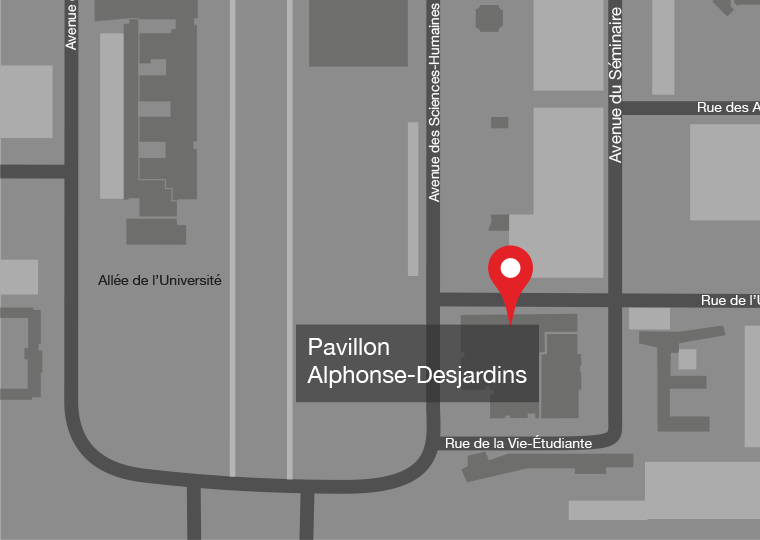 Avenue
Avenue des Sciences-Humaines
Avenue du Séminaire
Rue des A
Allée de l'Université
Rue de l'U
Pavillon
Alphonse-Desjardins
Rue de la Vie-Étudiante